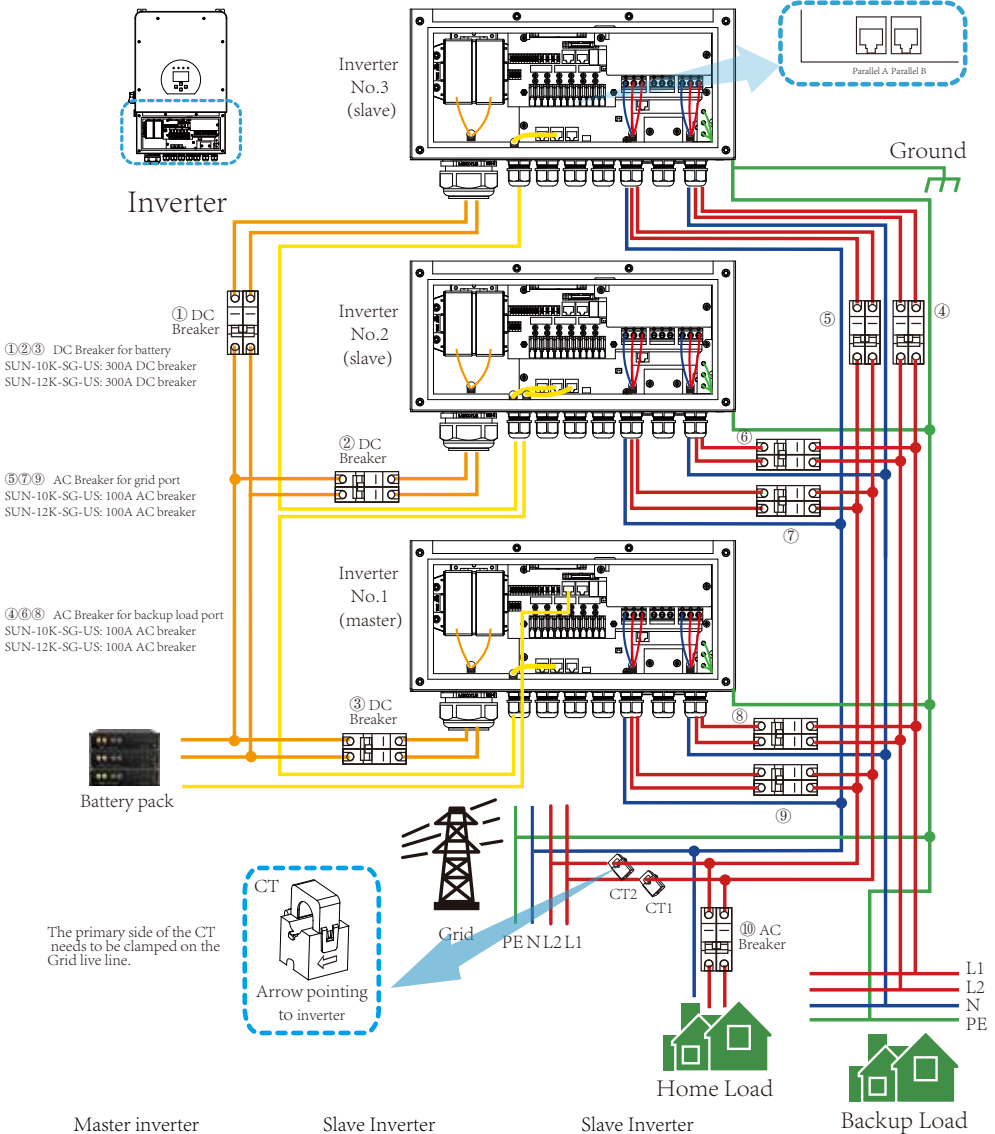 Parallel A Parallel B
Inverter
No.3
(slave)
Ground
Inverter
① DC
Breaker
Inverter
No.2
(slave)
⑤
④
①②③ DC Breaker for battery
SUN-10K-SG-US: 300A DC breaker
SUN-12K-SG-US: 300A DC breaker
② DC
Breaker
⑥
⑤⑦⑨ AC Breaker for grid port
SUN-10K-SG-US: 100A AC breaker
SUN-12K-SG-US: 100A AC breaker
⑦
Inverter
No.1
(master)
④⑥⑧ AC Breaker for backup load port
SUN-10K-SG-US: 100A AC breaker
SUN-12K-SG-US: 100A AC breaker
③ DC
Breaker
⑧
Battery pack
⑨
CT
CT2
CT1
The primary side of the CT
needs to be clamped on the
Grid live line.
Grid
PE N L2 L1
⑩ AC
Breaker
Arrow pointing
to inverter
L1
L2
N
PE
Home Load
Backup Load
Master inverter
Slave Inverter
Slave Inverter